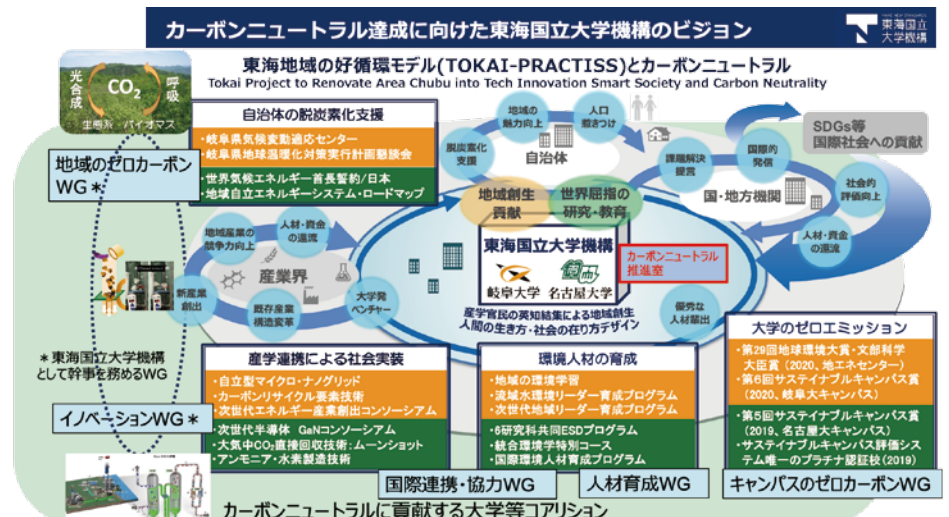 カーボンニュートラル達成に向けた東海国立大学機構のビジョン
東海国立
大学機構
東海地域の好循環モデル(TOKAI-PRACTISS)とカーボンニュートラル
Tokai Project to Renovate Area Chubu into Tech Innovation Smart Society and Carbon Neutrality
光合成
CO₂
呼吸
生態系 バイオマス
地域のゼロカーボン
WG*
自治体の脱炭素化支援
・岐阜県気候変動適応センター
・岐阜県地球温暖化対策実行計画懇談会
・世界気候エネルギー首長誓約/日本
・地域自立エネルギーシステム・ロードマップ
脱炭素化
支援
地域の
魅力向上
人口
惹きつけ
自治体
地域創生
貢献
世界屈指の
研究・教育
課題解決
提言
国際的
発信
国・地方機関
社会的
評価向上
人材・資金
の還流
SDGs等
国際社会への貢献
地域産業の
競争力向上
人材・資金
の還流
産業界
新産業
創出
既存産業
構造変革
大学発
ベンチャー
東海国立大学機構
岐阜大学
名古屋大学
カーボンニュートラル
推進室
産学官民の英知結集による地域創生
人間の生き方・社会の在り方デザイン
優秀な
人材輩出
*東海国立大学機構
として幹事を務めるWG
イノベーションWG*
産学連携による社会実装
・自立型マイクロ・ナノグリッド
・カーボンリサイクル要素技術
・次世代エネルギー産業創出コンソーシアム
・次世代半導体 GaNコンソーシアム
・大気中CO₂直接回収技術：ムーンショット
・アンモニア・水素製造技術
環境人材の育成
・地域の環境学習
・流域水環境リーダー育成プログラム
・次世代地域リーダー育成プログラム
・6研究科共同ESDプログラム
・統合環境学特別コース
・国際環境人材育成プログラム
大学のゼロエミッション
・第29回地球環境大賞・文部科学
大臣賞（2020、地エネセンター）
・第6回サステイナブルキャンパス賞
（2020、岐阜大キャンパス）
・第5回サステイナブルキャンパス賞
（2019、名古屋大キャンパス）
・サステイナブルキャンパス評価シス
テム唯一のプラチナ認証校(2019)
国際連携・協力WG
人材育成WG
キャンパスのゼロカーボンWG
カーボンニュートラルに貢献する大学等コアリション